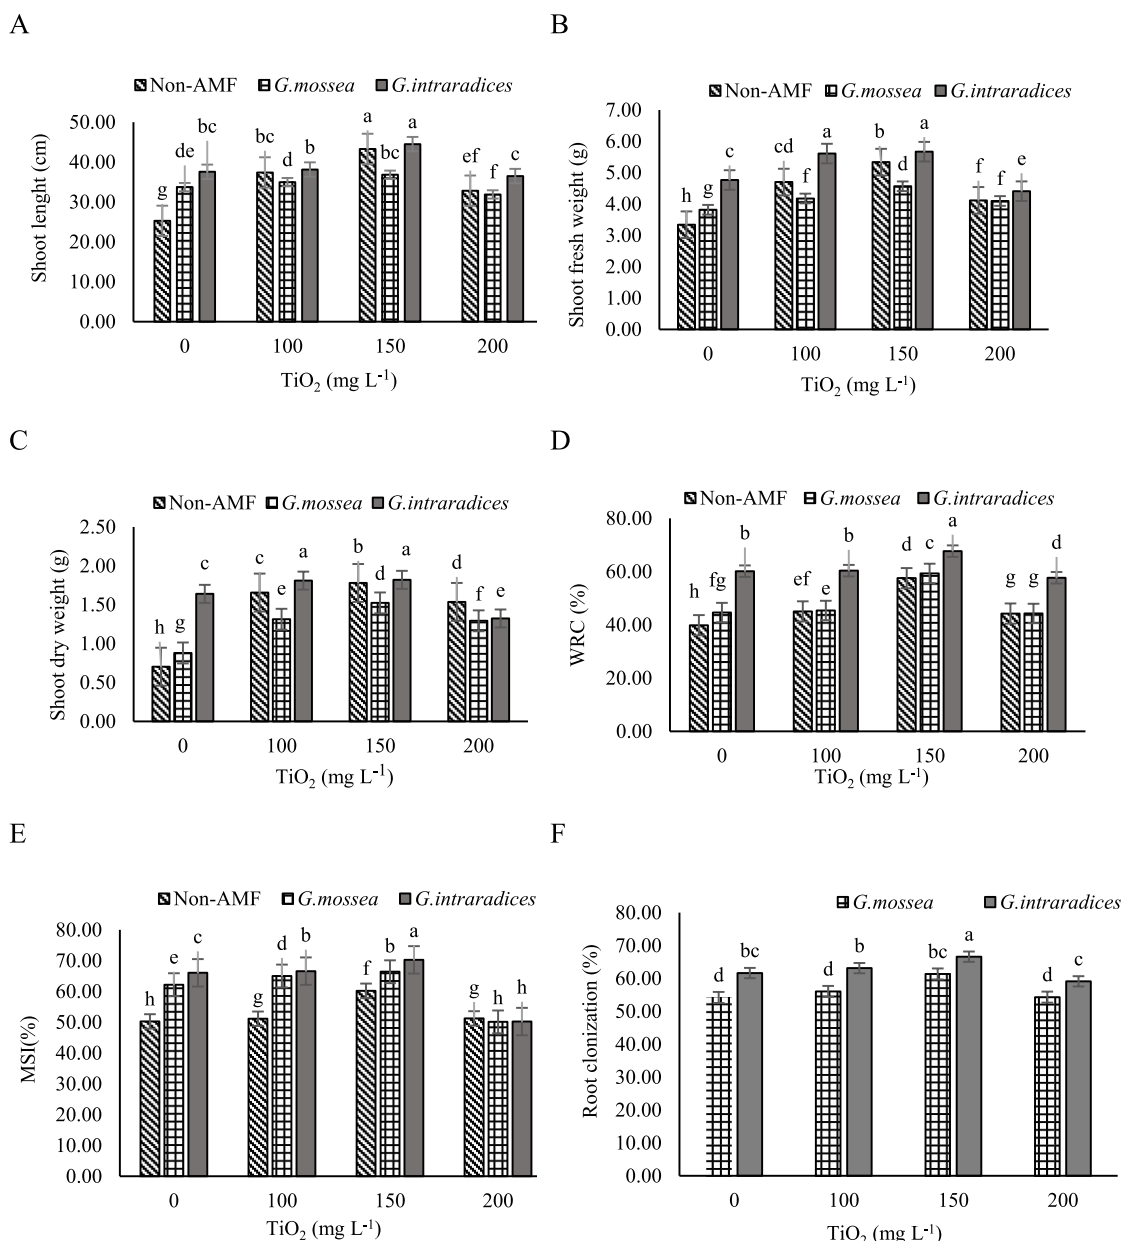 A
Non-AMF G.mossea G.intraradices
Shoot lenght (cm)
50.00
40.00
30.00
20.00
10.00
0.00
g de bc bc d b a bc a ef f c
0 100 150 200
TiO2 (mg L-1)
B
Non-AMF G.mossea G.intraradices
Shoot fresh weight (g)
7.00
6.00
5.00
4.00
3.00
2.00
1.00
0.00
h g c cd f a b d a f f e
0 100 150 200
TiO2 (mg L-1)
C
Non-AMF G.mossea G.intraradices
Shoot dry weight (g)
2.50
2.00
1.50
1.00
0.50
0.00
h g c c e a b d a d f e
0 100 150 200
TiO2 (mg L-1)
D
Non-AMF G.mossea G.intraradices
WRC (%)
80.00
60.00
40.00
20.00
0.00
h fg b ef e b d c a g g d
0 100 150 200
TiO2 (mg L-1)
E
Non-AMF G.mossea G.intraradices
MSI(%)
80.00
70.00
60.00
50.00
40.00
30.00
20.00
10.00
0.00
h e c g d b f b a g h h
0 100 150 200
TiO2 (mg L-1)
F
G.mossea G.intraradices
Root clonization (%)
80.00
70.00
60.00
50.00
40.00
30.00
20.00
10.00
0.00
d bc d b bc a d c
0 100 150 200
TiO2 (mg L-1)